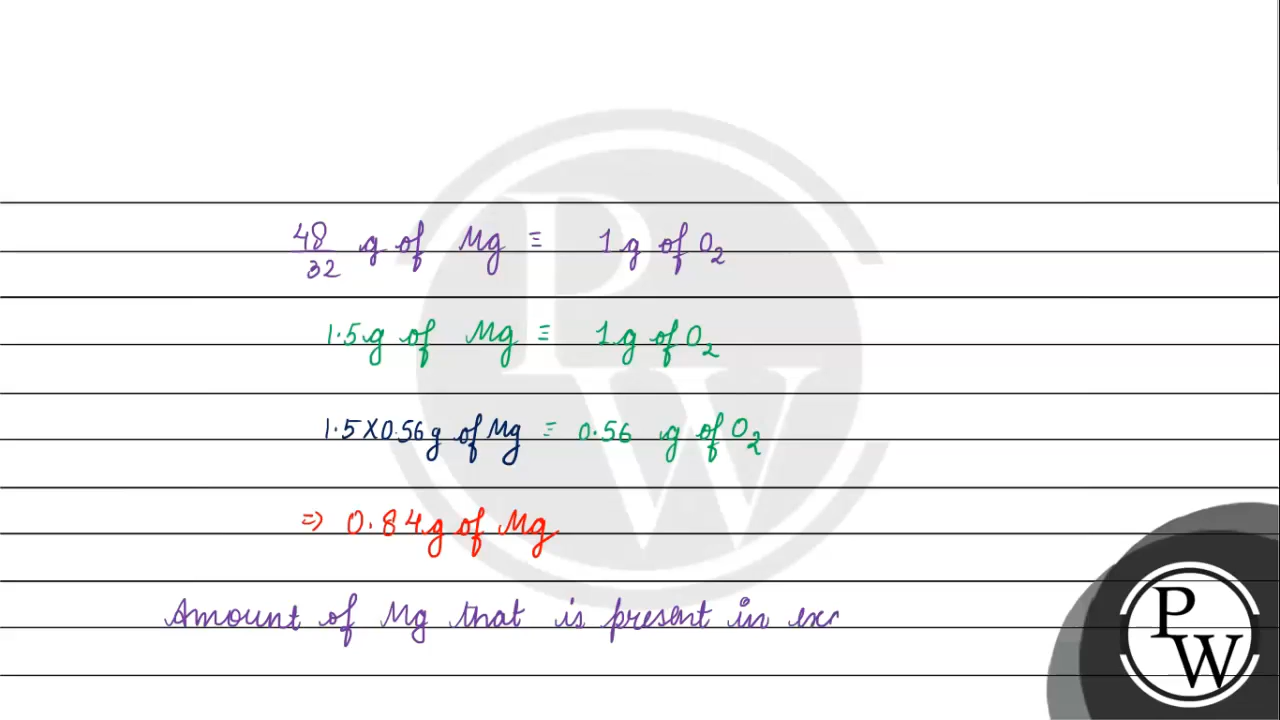 48/32 g of Mg ≡ 1 g of O₂
1.5 g of Mg ≡ 1 g of O₂
1.5 X 0.56 g of Mg ≡ 0.56 g of O₂
⇒ 0.84 g of Mg
Amount of Mg that is present in exc
P
W
P
W